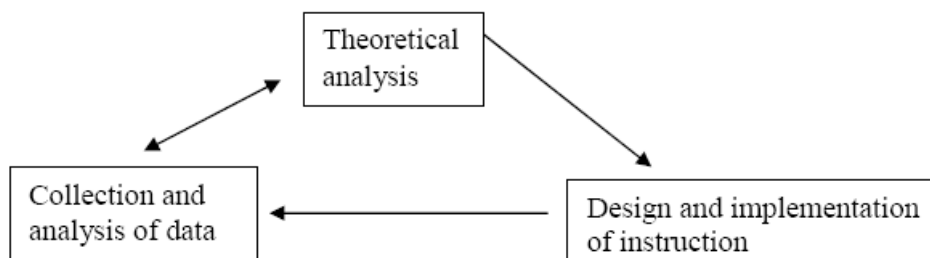 Theoretical
analysis
Collection and
analysis of data
Design and implementation
of instruction